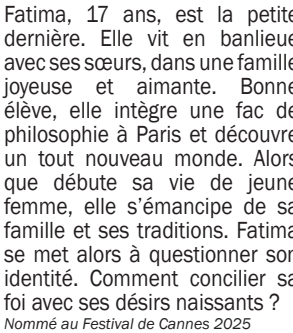 Fatima, 17 ans, est la petite
dernière. Elle vit en banlieue
avec ses sœurs, dans une famille
joyeuse et aimante. Bonne
élève, elle intègre une fac de
philosophie à Paris et découvre
un tout nouveau monde. Alors
que débute sa vie de jeune
femme, elle s’émancipe de sa
famille et ses traditions. Fatima
se met alors à questionner son
identité. Comment concilier sa
foi avec ses désirs naissants ?
Nommé au Festival de Cannes 2025